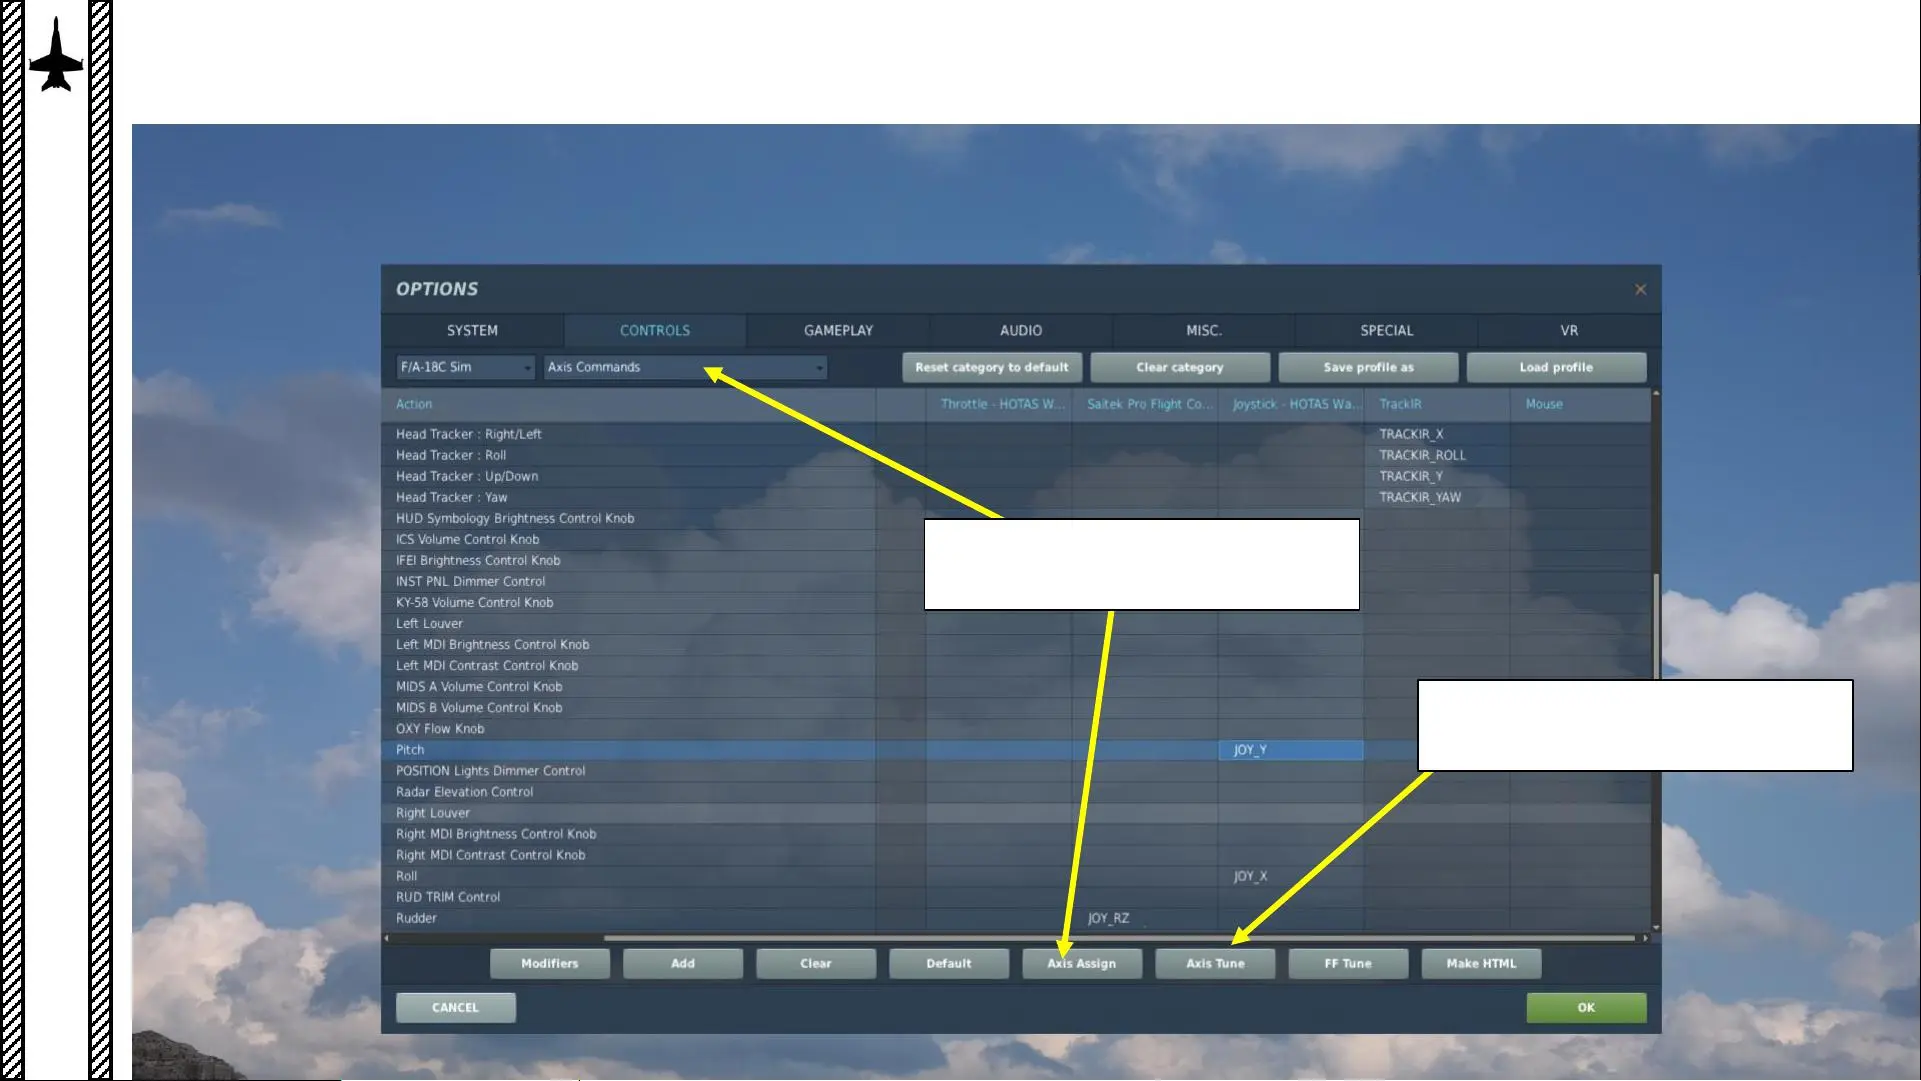 OPTIONS
SYSTEM CONTROLS GAMEPLAY AUDIO MISC. SPECIAL VR
F/A-18C Sim Axis Commands Reset category to default Clear category Save profile as Load profile
Action Throttle - HOTAS W... Saitek Pro Flight Co... Joystick - HOTAS Wa... TrackIR Mouse
Head Tracker : Right/Left TRACKIR_X
Head Tracker : Roll TRACKIR_ROLL
Head Tracker : Up/Down TRACKIR_Y
Head Tracker : Yaw TRACKIR_YAW
HUD Symbology Brightness Control Knob
ICS Volume Control Knob
IFEI Brightness Control Knob
INST PNL Dimmer Control
KY-58 Volume Control Knob
Left Louver
Left MDI Brightness Control Knob
Left MDI Contrast Control Knob
MIDS A Volume Control Knob
MIDS B Volume Control Knob
OXY Flow Knob
Pitch JOY_Y
POSITION Lights Dimmer Control
Radar Elevation Control
Right Louver
Right MDI Brightness Control Knob
Right MDI Contrast Control Knob
Roll JOY_X
RUD TRIM Control
Rudder JOY_RZ
Modifiers Add Clear Default Axis Assign Axis Tune FF Tune Make HTML
CANCEL OK